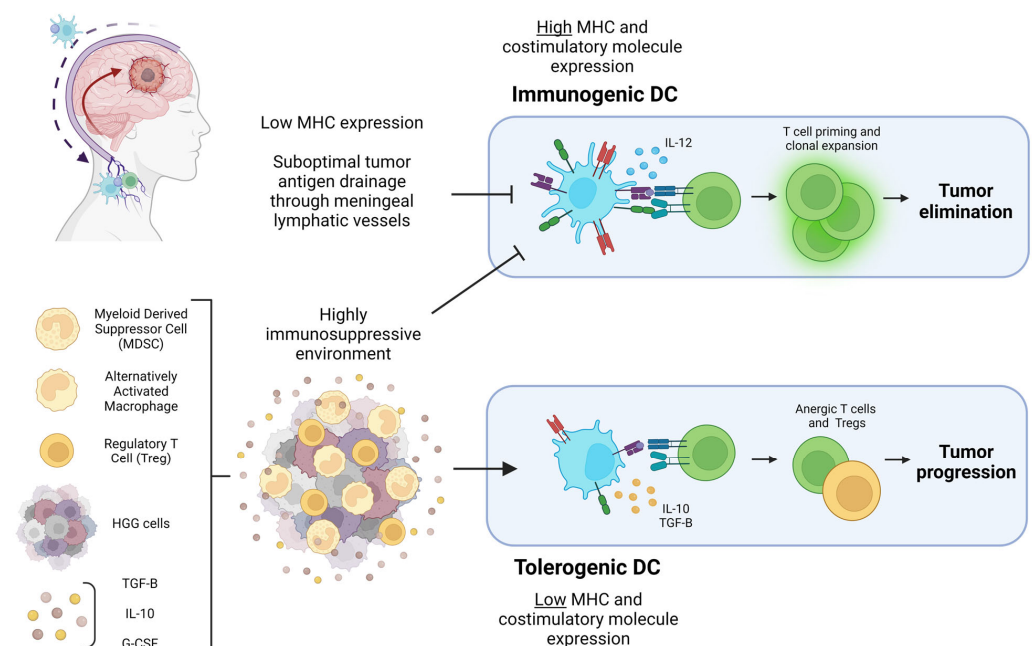 High MHC and
costimulatory molecule
expression
Immunogenic DC
Low MHC expression
Suboptimal tumor
antigen drainage
through meningeal
lymphatic vessels
IL-12
T cell priming and
clonal expansion
Tumor
elimination
Myeloid Derived
Suppressor Cell
(MDSC)
Alternatively
Activated
Macrophage
Regulatory T
Cell (Treg)
HGG cells
TGF-B
IL-10
G-CSF
Highly
immunosuppressive
environment
IL-10
TGF-B
Anergic T cells
and Tregs
Tumor
progression
Tolerogenic DC
Low MHC and
costimulatory molecule
expression